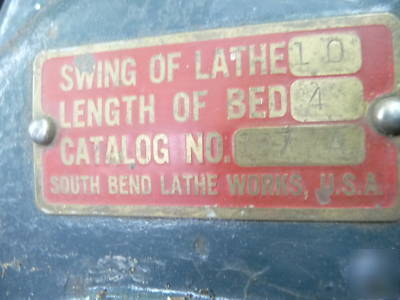 SWING OF LATHE 10
LENGTH OF BED 4
CATALOG NO.
SOUTH BEND LATHE WORKS, U.S.A.